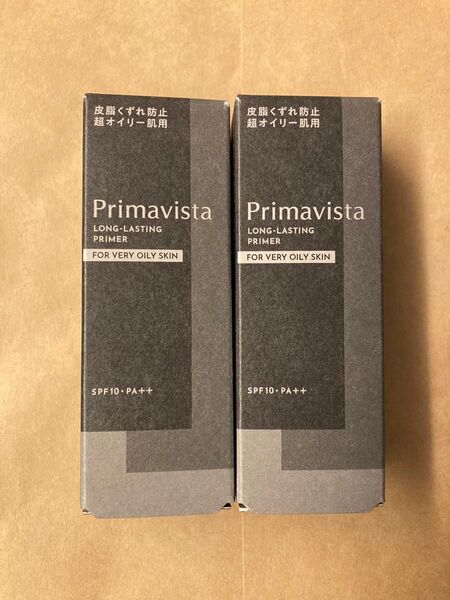 皮脂くずれ防止
超オイリー肌用
Primavista
LONG-LASTING
PRIMER
FOR VERY OILY SKIN
SPF10・PA++
皮脂くずれ防止
超オイリー肌用
Primavista
LONG-LASTING
PRIMER
FOR VERY OILY SKIN
SPF10・PA++